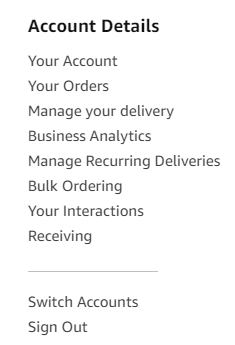 Account Details
Your Account
Your Orders
Manage your delivery
Business Analytics
Manage Recurring Deliveries
Bulk Ordering
Your Interactions
Receiving
Switch Accounts
Sign Out